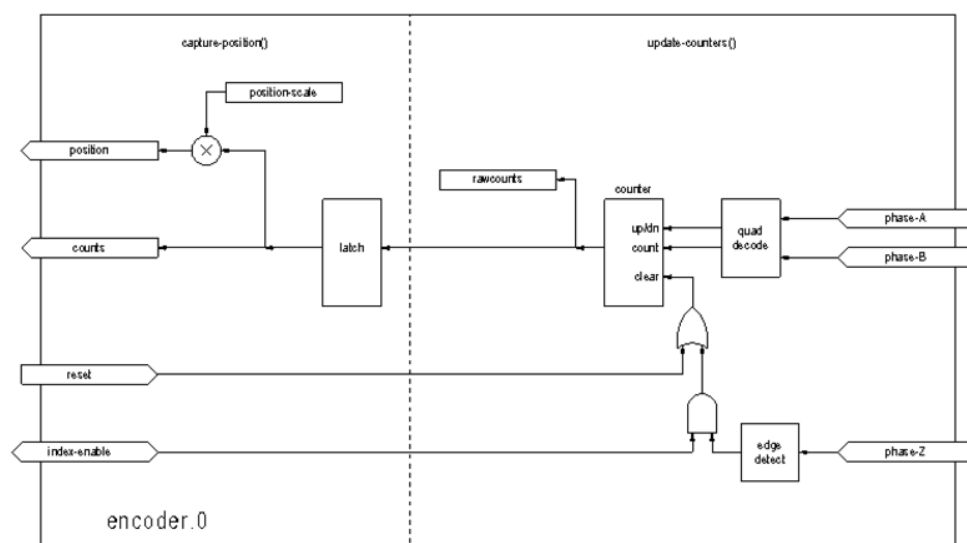 capture-position()
update-counters()
position-scale
position
rawcounts
counter
phase-A
up/dn
quad
decode
counts
latch
count
phase-B
clear
reset
index-enable
edge
detect
phase-Z
encoder.0